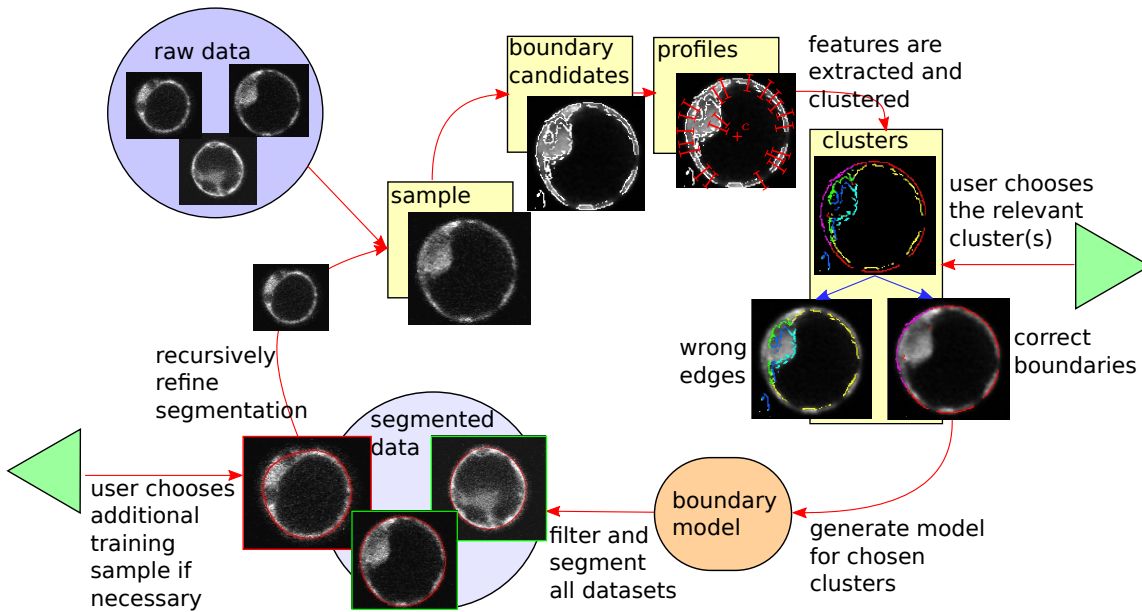 raw data
boundary
candidates
profiles
c
features are
extracted and
clustered
sample
clusters
user chooses
the relevant
cluster(s)
wrong
edges
correct
boundaries
recursively
refine
segmentation
segmented
data
user chooses
additional
training
sample if
necessary
filter and
segment
all datasets
boundary
model
generate model
for chosen
clusters